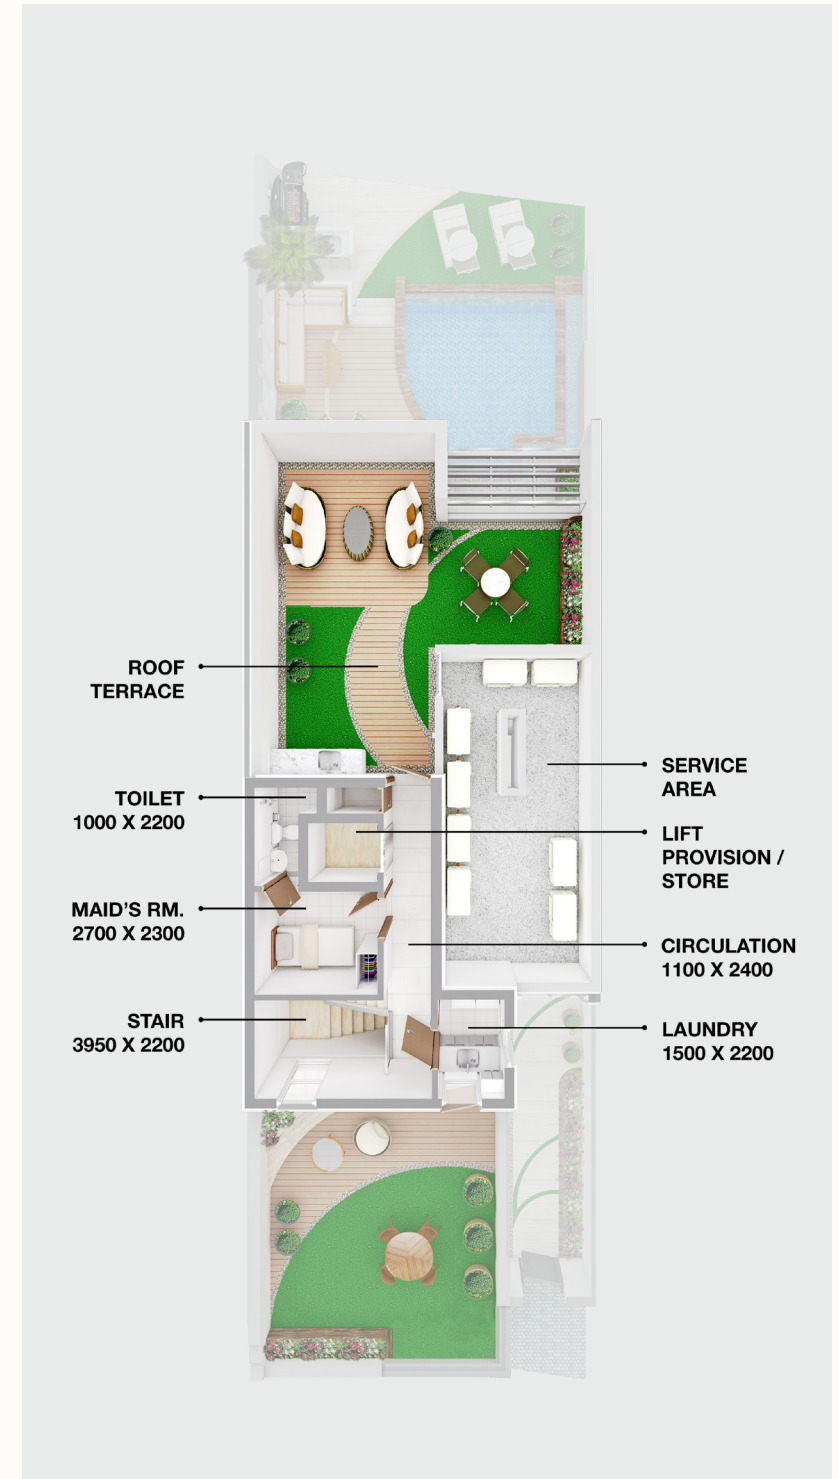 ROOF
TERRACE
TOILET
1000 X 2200
MAID'S RM.
2700 X 2300
STAIR
3950 X 2200
SERVICE
AREA
LIFT
PROVISION /
STORE
CIRCULATION
1100 X 2400
LAUNDRY
1500 X 2200